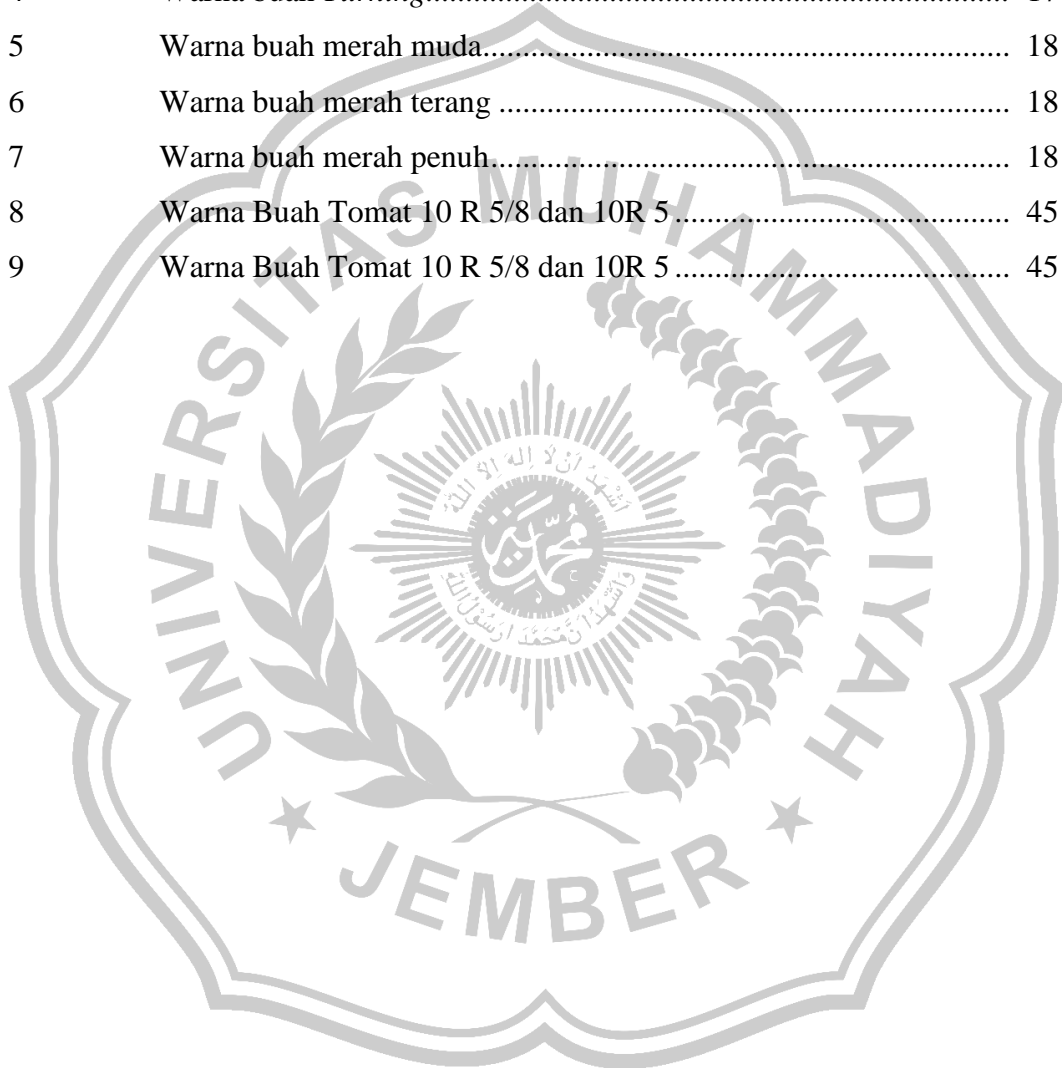 5 Warna buah merah muda.................................................................................. 18
6 Warna buah merah terang ................................................................................ 18
7 Warna buah merah penuh................................................................................. 18
8 Warna Buah Tomat 10 R 5/8 dan 10R 5 ..................................................... 45
9 Warna Buah Tomat 10 R 5/8 dan 10R 5 ..................................................... 45
UNIVERSITAS MUHAMMADIYAH
JEMBER